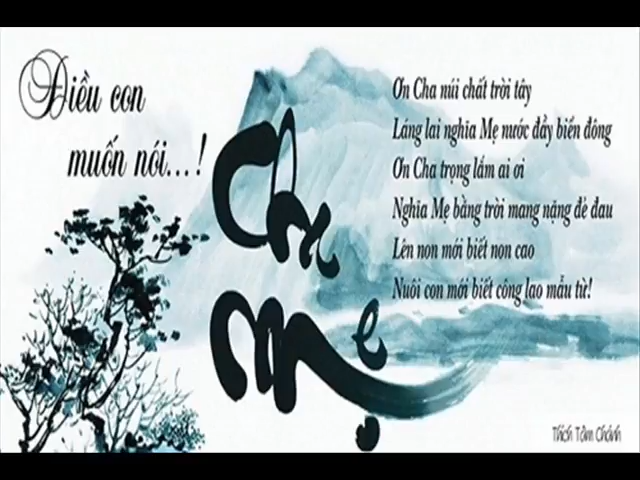 Điều con
muốn nói...!
Cha
Mẹ
Ơn Cha núi chất trời tây
Láng lai nghĩa Mẹ nước đầy biển đông
Ơn Cha trọng lắm ai ơi
Nghĩa Mẹ bằng trời mang nặng đẻ đau
Lên non mới biết non cao
Nuôi con mới biết công lao mẫu từ!
Thích Tâm Chánh